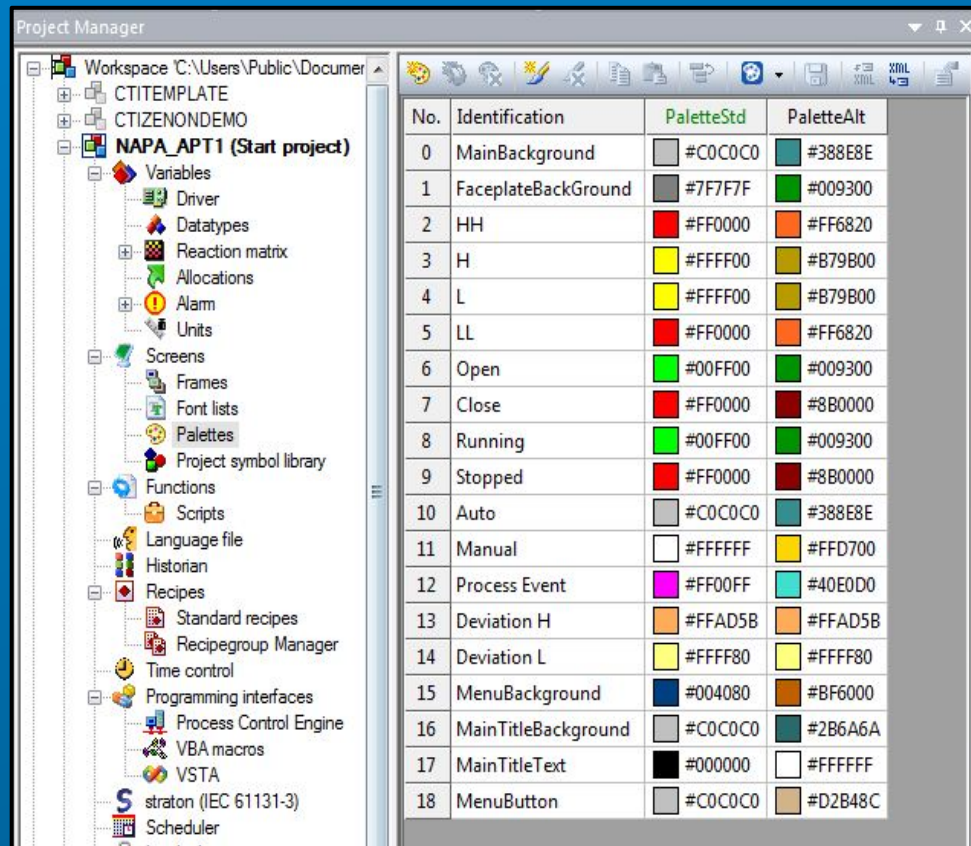 Project Manager
Workspace 'C:\Users\Public\Documer
CTITEMPLATE
CTIZENONDEMO
NAPA_APT1 (Start project)
Variables
Driver
Datatypes
Reaction matrix
Allocations
Alarm
Units
Screens
Frames
Font lists
Palettes
Project symbol library
Functions
Scripts
Language file
Historian
Recipes
Standard recipes
Recipegroup Manager
Time control
Programming interfaces
Process Control Engine
VBA macros
VSTA
straton (IEC 61131-3)
Scheduler
XML XML
No. Identification PaletteStd PaletteAlt
0 MainBackground #C0C0C0 #388E8E
1 FaceplateBackGround #7F7F7F #009300
2 HH #FF0000 #FF6820
3 H #FFFF00 #B79B00
4 L #FFFF00 #B79B00
5 LL #FF0000 #FF6820
6 Open #00FF00 #009300
7 Close #FF0000 #8B0000
8 Running #00FF00 #009300
9 Stopped #FF0000 #8B0000
10 Auto #C0C0C0 #388E8E
11 Manual #FFFFFF #FFD700
12 Process Event #FF00FF #40E0D0
13 Deviation H #FFAD5B #FFAD5B
14 Deviation L #FFFF80 #FFFF80
15 MenuBackground #004080 #BF6000
16 MainTitleBackground #C0C0C0 #2B6A6A
17 MainTitleText #000000 #FFFFFF
18 MenuButton #C0C0C0 #D2B48C